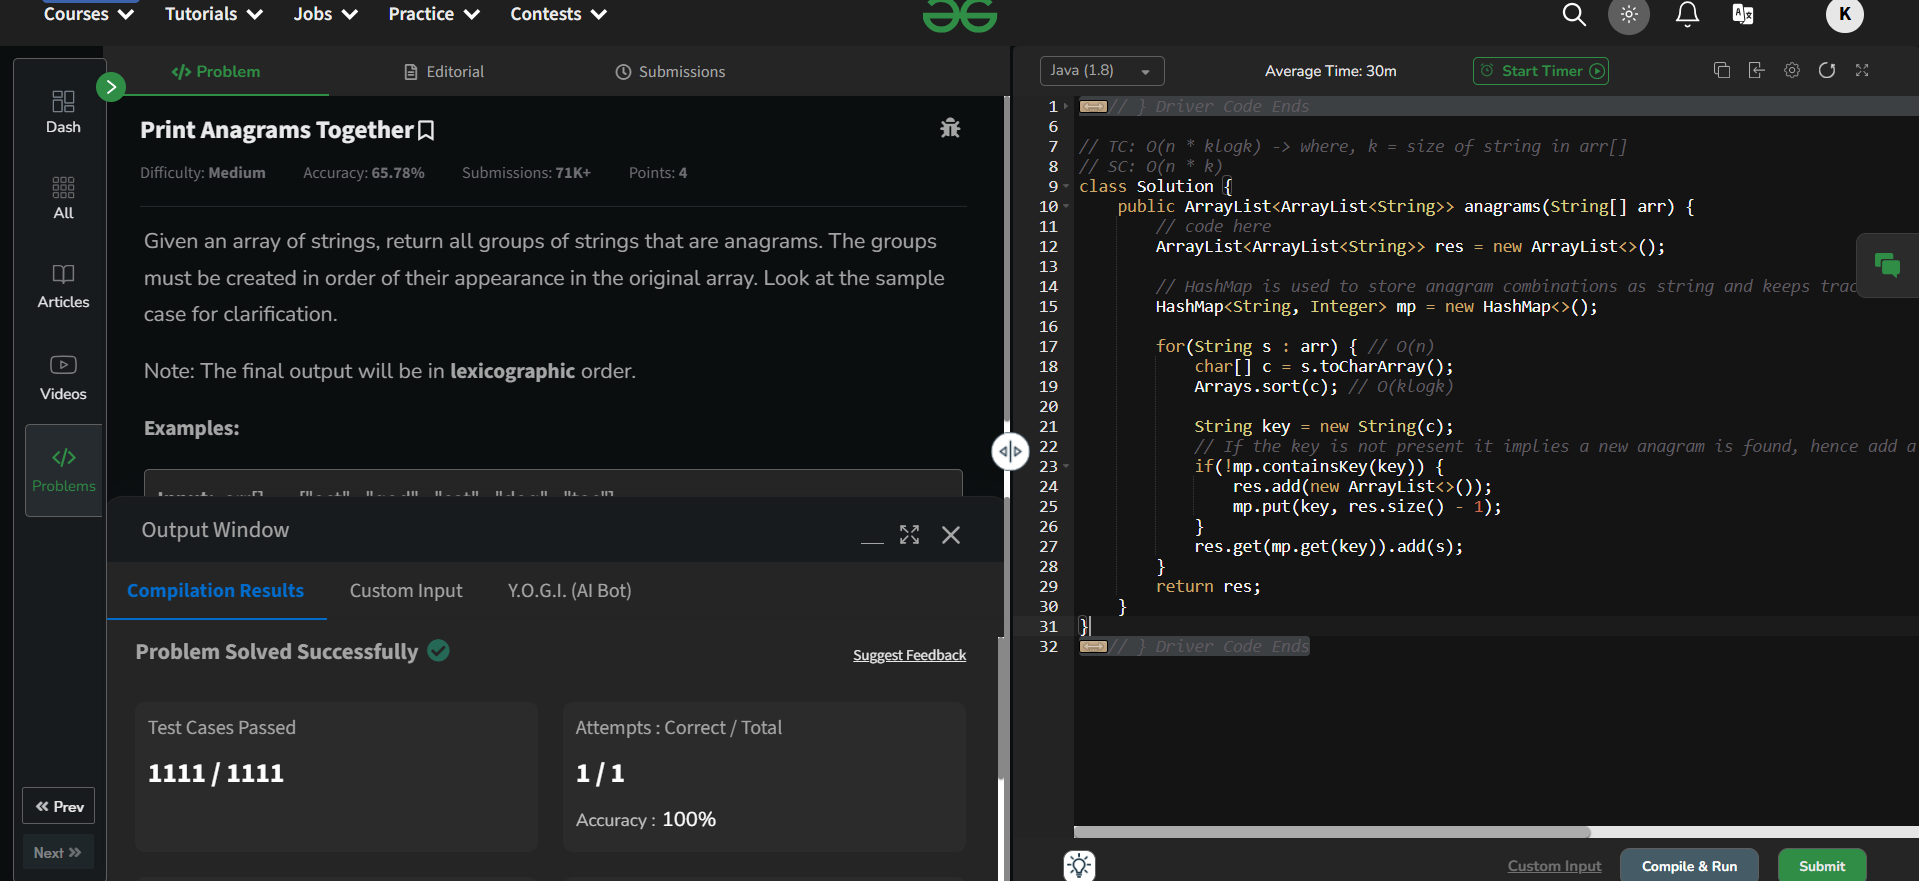 Courses
Tutorials
Jobs
Practice
Contests
K
Dash
All
Articles
Videos
Problems
Prev
Next
Problem
Editorial
Submissions
Print Anagrams Together
Difficulty: Medium Accuracy: 65.78% Submissions: 71K+ Points: 4
Given an array of strings, return all groups of strings that are anagrams. The groups
must be created in order of their appearance in the original array. Look at the sample
case for clarification.
Note: The final output will be in lexicographic order.
Examples:
Output Window
Compilation Results
Custom Input
Y.O.G.I. (AI Bot)
Problem Solved Successfully
Suggest Feedback
Test Cases Passed
1111 / 1111
Attempts : Correct / Total
1 / 1
Accuracy : 100%
Java (1.8)
Average Time: 30m
Start Timer
1 // } Driver Code Ends
6
7 // TC: O(n * klogk) -> where, k = size of string in arr[]
8 // SC: O(n * k)
9 class Solution {
10 public ArrayList<ArrayList<String>> anagrams(String[] arr) {
11 // code here
12 ArrayList<ArrayList<String>> res = new ArrayList<>();
13
14 // HashMap is used to store anagram combinations as string and keeps trac
15 HashMap<String, Integer> mp = new HashMap<>();
16
17 for(String s : arr) { // O(n)
18 char[] c = s.toCharArray();
19 Arrays.sort(c); // O(klogk)
20
21 String key = new String(c);
22 // If the key is not present it implies a new anagram is found, hence add a
23 if(!mp.containsKey(key)) {
24 res.add(new ArrayList<>());
25 mp.put(key, res.size() - 1);
26 }
27 res.get(mp.get(key)).add(s);
28 }
29 return res;
30 }
31 }
32 // } Driver Code Ends
Custom Input
Compile & Run
Submit